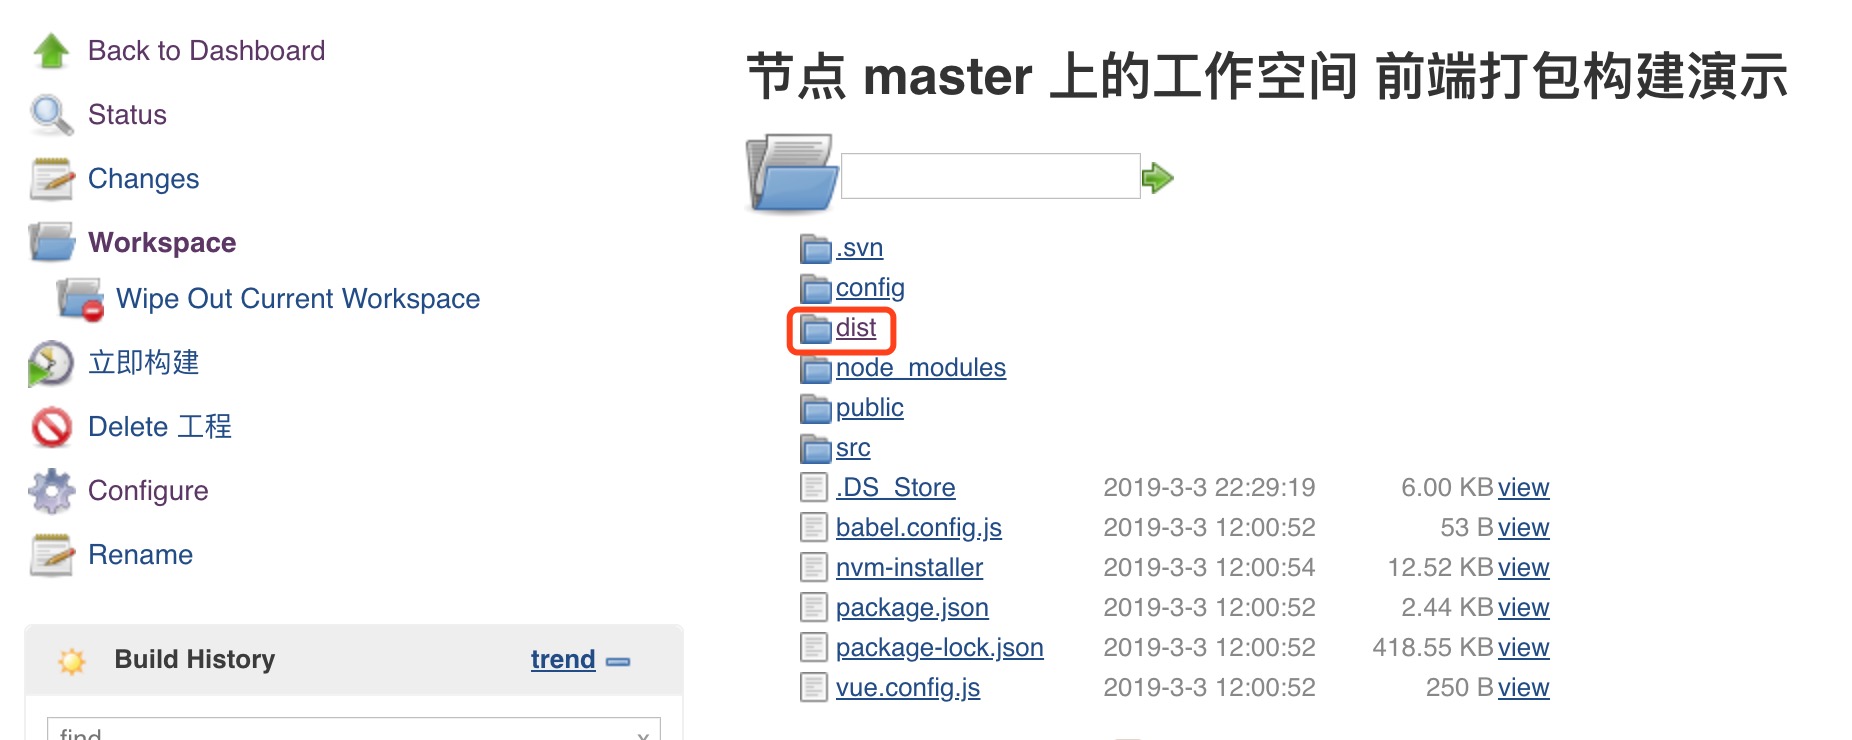 Back to Dashboard
Status
Changes
Workspace
Wipe Out Current Workspace
立即构建
Delete 工程
Configure
Rename
Build History trend
find x
节点 master 上的工作空间 前端打包构建演示
.svn
config
dist
node_modules
public
src
.DS_Store 2019-3-3 22:29:19 6.00 KB view
babel.config.js 2019-3-3 12:00:52 53 B view
nvm-installer 2019-3-3 12:00:54 12.52 KB view
package.json 2019-3-3 12:00:52 2.44 KB view
package-lock.json 2019-3-3 12:00:52 418.55 KB view
vue.config.js 2019-3-3 12:00:52 250 B view